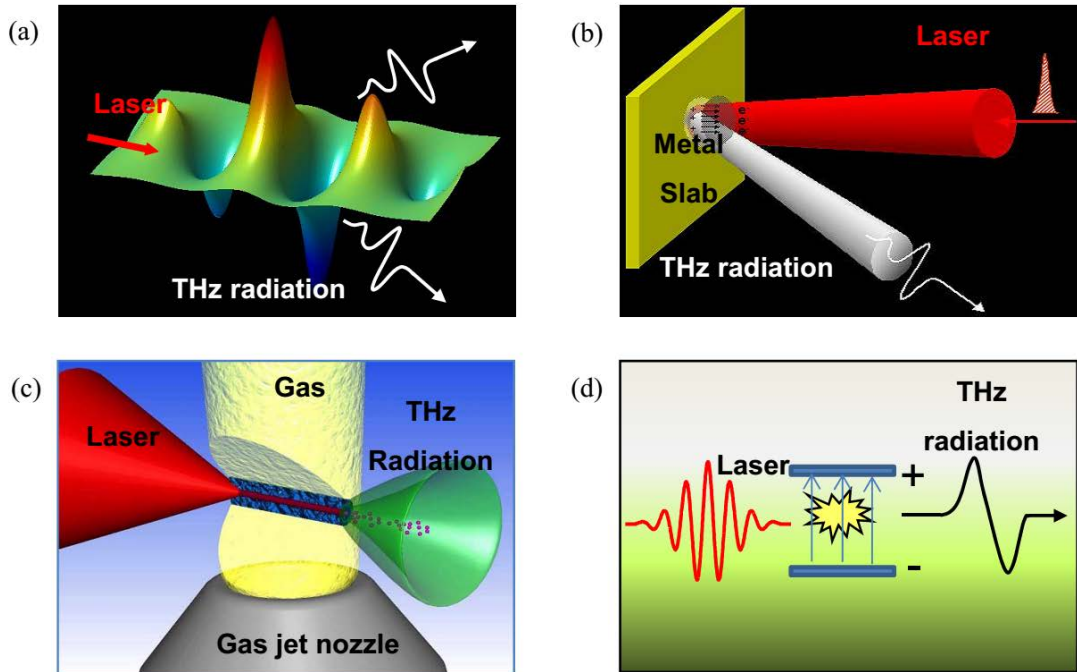 (a)
Laser
THz radiation
(b)
Laser
+ e-
+ e-
+ e-
Metal
Slab
THz radiation
(c)
Gas
THz
Laser
Radiation
Gas jet nozzle
(d)
THz
radiation
Laser
+
-